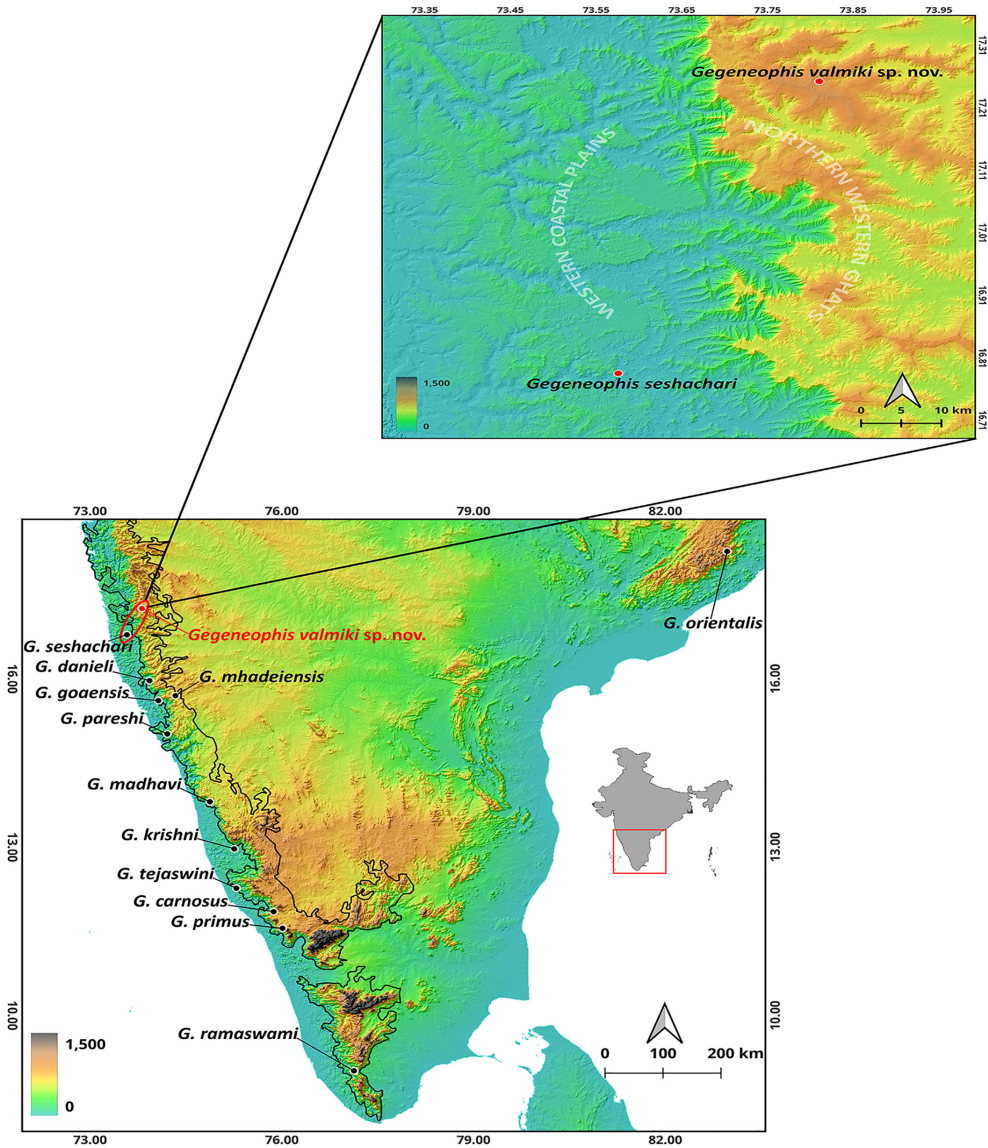 73.35 73.45 73.55 73.65 73.75 73.85 73.95
17.31
Gegeneophis valmiki sp. nov.
17.21
NORTHERN WESTERN GHATS
WESTERN COASTAL PLAINS
17.11
17.01
16.91
16.81
1,500
Gegeneophis seshachari
0 5 10 km
0
16.71
73.00 76.00 79.00 82.00
G. orientalis
Gegeneophis valmiki sp. nov.
G. seshachari
G. danieli
G. mhadeiensis
16.00 16.00
G. goaensis
G. pareshi
G. madhavi
G. krishni
13.00 13.00
G. tejaswini
G. carnosus
G. primus
10.00 10.00
G. ramaswami
1,500
0 100 200 km
0
73.00 76.00 79.00 82.00